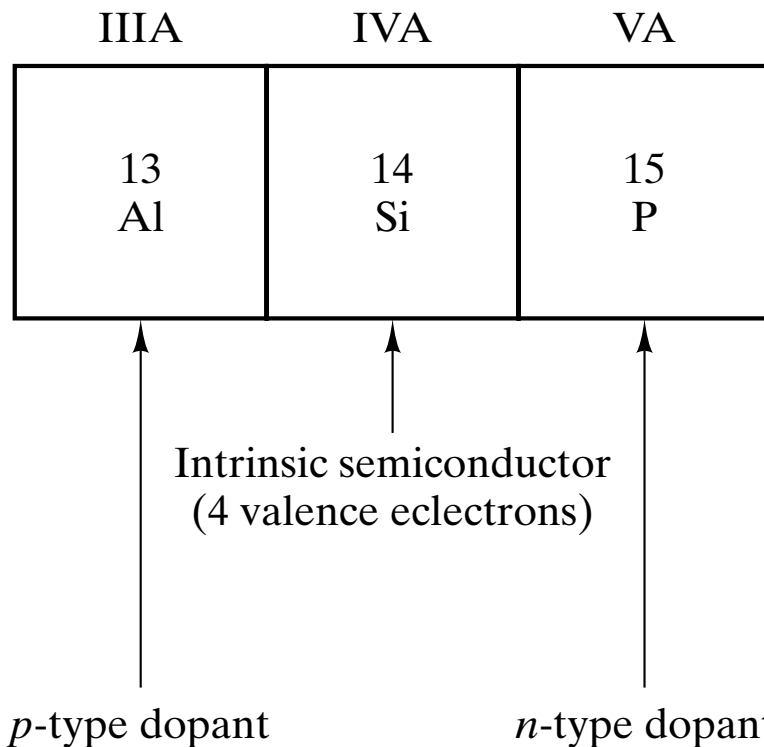 IIIA IVA VA
13 14 15
Al Si P
Intrinsic semiconductor
(4 valence eclectrons)
p-type dopant n-type dopant